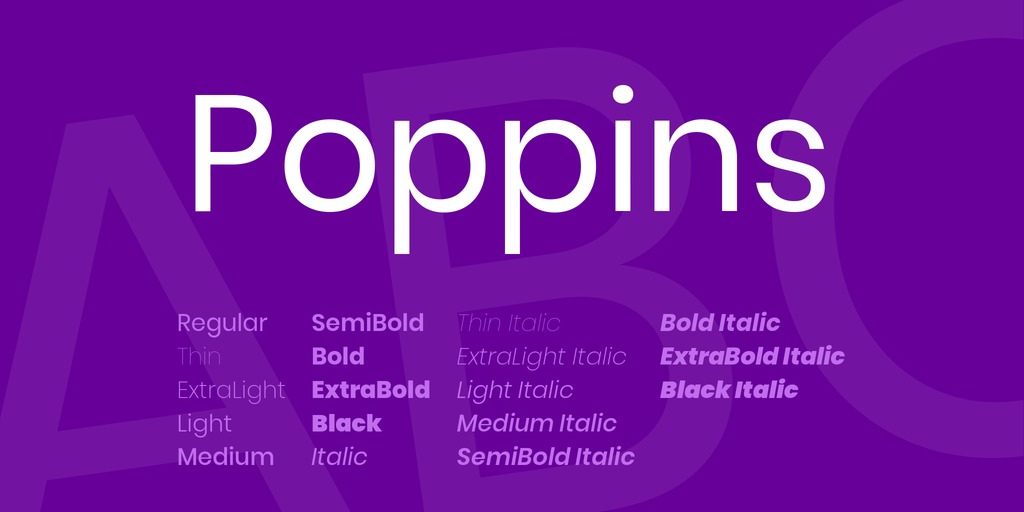 ABC
Poppins
Regular
Thin
ExtraLight
Light
Medium
SemiBold
Bold
ExtraBold
Black
Italic
Thin Italic
ExtraLight Italic
Light Italic
Medium Italic
SemiBold Italic
Bold Italic
ExtraBold Italic
Black Italic